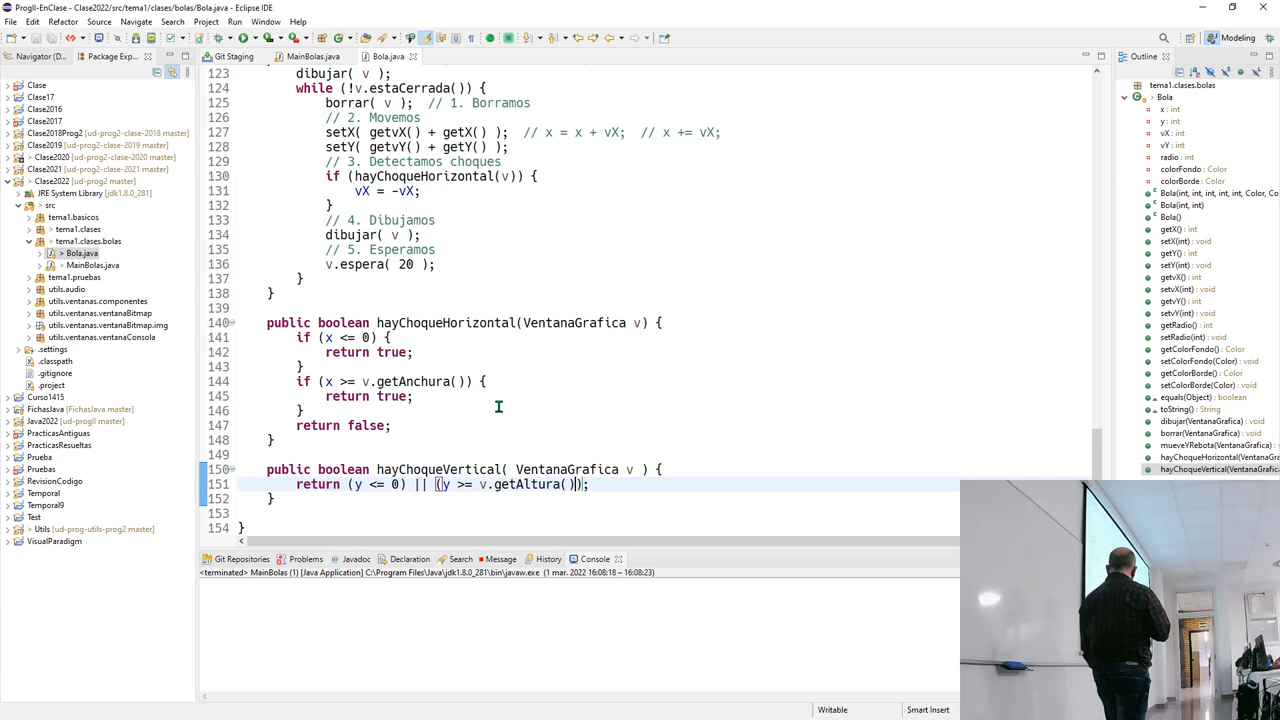 ProgII-EnClase - Clase2022/src/tema1/clases/bolas/Bola.java - Eclipse IDE
File Edit Refactor Source Navigate Search Project Run Window Help
Modeling
Navigator (D... Package Exp...
Git Staging MainBolas.java Bola.java
Outline
Clase
Clase17
Clase2016
Clase2018Prog2 [ud-prog2-clase-2018 master]
Clase2019 [ud-prog2-clase-2019 master]
> Clase2020 [ud-prog2-clase-2020 master]
Clase2021 [ud-prog2-clase-2021 master]
> Clase2022 [ud-prog2 master]
JRE System Library [jdk1.8.0_281]
> src
tema1.basicos
> tema1.clases
> tema1.clases.bolas
> Bola.java
> MainBolas.java
tema1.pruebas
utils.audio
utils.ventanas.componentes
utils.ventanas.ventanaBitmap
utils.ventanas.ventanaBitmap.img
utils.ventanas.ventanaConsola
.settings
.classpath
.gitignore
.project
Curso1415
FichasJava [FichasJava master]
Java2022 [ud-progII master]
PracticasAntiguas
PracticasResueltas
Prueba
Pruebas
Temporal9
Test
> Utils [ud-prog-utils-prog2 master]
VisualParadigm
123 dibujar( v );
124 while (!v.estaCerrada()) {
125 borrar( v );  // 1. Borramos
126 // 2. Movemos
127 setX( getvX() + getX() );  // x = x + vX;  // x += vX;
128 setY( getvY() + getY() );
129 // 3. Detectamos choques
130 if (hayChoqueHorizontal(v)) {
131 vX = -vX;
132 }
133 // 4. Dibujamos
134 dibujar( v );
135 // 5. Esperamos
136 v.espera( 20 );
137 }
138 }
139
140 public boolean hayChoqueHorizontal(VentanaGrafica v) {
141 if (x <= 0) {
142 return true;
143 }
144 if (x >= v.getAnchura()) {
145 return true;
146 }
147 return false;
148 }
149
150 public boolean hayChoqueVertical( VentanaGrafica v ) {
151 return (y <= 0) || (y >= v.getAltura());
152 }
153
154 }
tema1.clases.bolas
> Bola
x : int
y : int
vX : int
vY : int
radio : int
colorFondo : Color
colorBorde : Color
Bola(int, int, int, int, int, Color, Co
Bola(int, int)
Bola()
getX() : int
setX(int) : void
getY() : int
setY(int) : void
getvX() : int
setvX(int) : void
getvY() : int
setvY(int) : void
getRadio() : int
setRadio(int) : void
getColorFondo() : Color
setColorFondo(Color) : void
getColorBorde() : Color
setColorBorde(Color) : void
equals(Object) : boolean
toString() : String
dibujar(VentanaGrafica) : void
borrar(VentanaGrafica) : void
mueveYRebota(VentanaGrafica) : void
hayChoqueHorizontal(VentanaGrafica)
hayChoqueVertical(VentanaGrafica)
Git Repositories Problems Javadoc Declaration Search Message History Console
<terminated> MainBolas (1) [Java Application] C:\Program Files\Java\jdk1.8.0_281\bin\javaw.exe (1 mar. 2022 16:08:18 - 16:08:23)
Writable Smart Insert